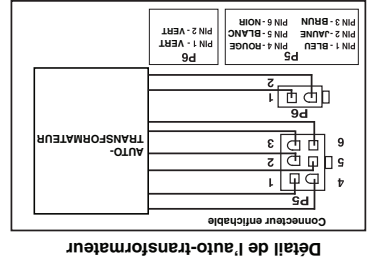 Détail de l'auto-transformateur
Connecteur enfichable
P5
4 1
5 2
6 3
P6
1
2
AUTO-
TRANSFORMATEUR
P5
PIN 1 - BLEU PIN 4 - ROUGE
PIN 2 - JAUNE PIN 5 - BLANC
PIN 3 - BRUN PIN 6 - NOIR
P6
PIN 1 - VERT
PIN 2 - VERT